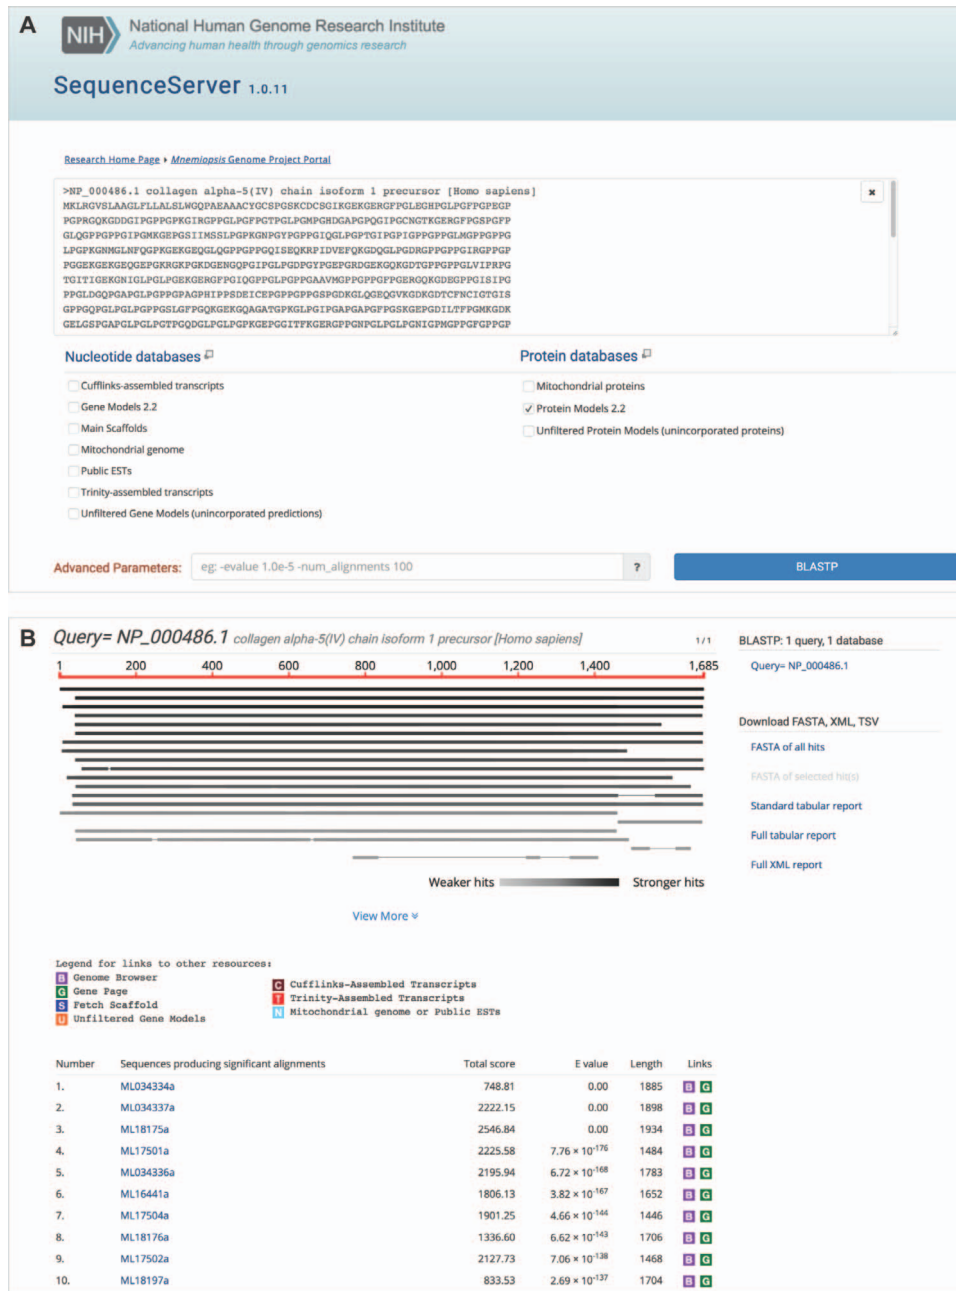 A
NIH
National Human Genome Research Institute
Advancing human health through genomics research
SequenceServer 1.0.11
Research Home Page ▸ Mnemiopsis Genome Project Portal
>NP_000486.1 collagen alpha-5(IV) chain isoform 1 precursor [Homo sapiens]
MKLRGVSLAAGLFLLALSLWGQPAEAAACYGCSPGSKCDCSGIKGEKGERGFPGLEGHPGLPGFPGPEGP
PGPRGQKGDDGIPGPPGPKGIRGPPGLPGFPGTPGLPGMPGHDGAPGPQGIPGCNGTKGERGFPGSPGFP
GLQGPPGPPGIPGMKGEPGSIIMSSLPGPKGNPGYPGPPGIQGLPGPTGIPGPIGPPGPPGLMGPPGPPG
LPGPKGNMGLNFQGPKGEKGEQGLQGPPGPPGQISEQKRPIDVEFQKGDQGLPGDRGPPGPPGIRGPPGP
PGGEKGEKGEQGEPGKRGKPGKDGENGQPGIPGLPGDPGYPGEPGRDGEKGQKGDTGPPGPPGLVIPRPG
TGITIGEKGNIGLPGLPGEKGERGFPGIQGPPGLPGPPGAAVMGPPGPPGFPGERGQKGDEGPPGISIPG
PPGLDGQPGAPGLPGPPGPAGPHIPPSDEICEPGPPGPPGSPGDKGLQGEQGVKGDKGDTCFNCIGTGIS
GPPGQPGLPGLPGPPGSLGFPGQKGEKGQAGATGPKGLPGIPGAPGAPGFPGSKGEPGDILTFPGMKGDK
GELGSPGAPGLPGLPGTPGQDGLPGLPGPKGEPGGITFKGERGPPGNPGLPGLPGNIGPMGPPGFGPPGP
Nucleotide databases
Protein databases
Cufflinks-assembled transcripts
Mitochondrial proteins
Gene Models 2.2
Protein Models 2.2
Main Scaffolds
Unfiltered Protein Models (unincorporated proteins)
Mitochondrial genome
Public ESTs
Trinity-assembled transcripts
Unfiltered Gene Models (unincorporated predictions)
Advanced Parameters: eg: -evalue 1.0e-5 -num_alignments 100 ? BLASTP
B
Query= NP_000486.1 collagen alpha-5(IV) chain isoform 1 precursor [Homo sapiens] 1/1
1 200 400 600 800 1,000 1,200 1,400 1,685
BLASTP: 1 query, 1 database
Query= NP_000486.1
Download FASTA, XML, TSV
FASTA of all hits
FASTA of selected hit(s)
Standard tabular report
Full tabular report
Full XML report
Weaker hits Stronger hits
View More
Legend for links to other resources:
B Genome Browser
G Gene Page
S Fetch Scaffold
U Unfiltered Gene Models
C Cufflinks-Assembled Transcripts
T Trinity-Assembled Transcripts
N Mitochondrial genome or Public ESTs
Number Sequences producing significant alignments Total score E value Length Links
1. ML034334a 748.81 0.00 1885 B G
2. ML034337a 2222.15 0.00 1898 B G
3. ML18175a 2546.84 0.00 1934 B G
4. ML17501a 2225.58 7.76 × 10⁻¹⁷⁶ 1484 B G
5. ML034336a 2195.94 6.72 × 10⁻¹⁶⁸ 1783 B G
6. ML16441a 1806.13 3.82 × 10⁻¹⁶⁷ 1652 B G
7. ML17504a 1901.25 4.66 × 10⁻¹⁴⁴ 1446 B G
8. ML18176a 1336.60 6.62 × 10⁻¹⁴³ 1706 B G
9. ML17502a 2127.73 7.06 × 10⁻¹³⁸ 1468 B G
10. ML18197a 833.53 2.69 × 10⁻¹³⁷ 1704 B G